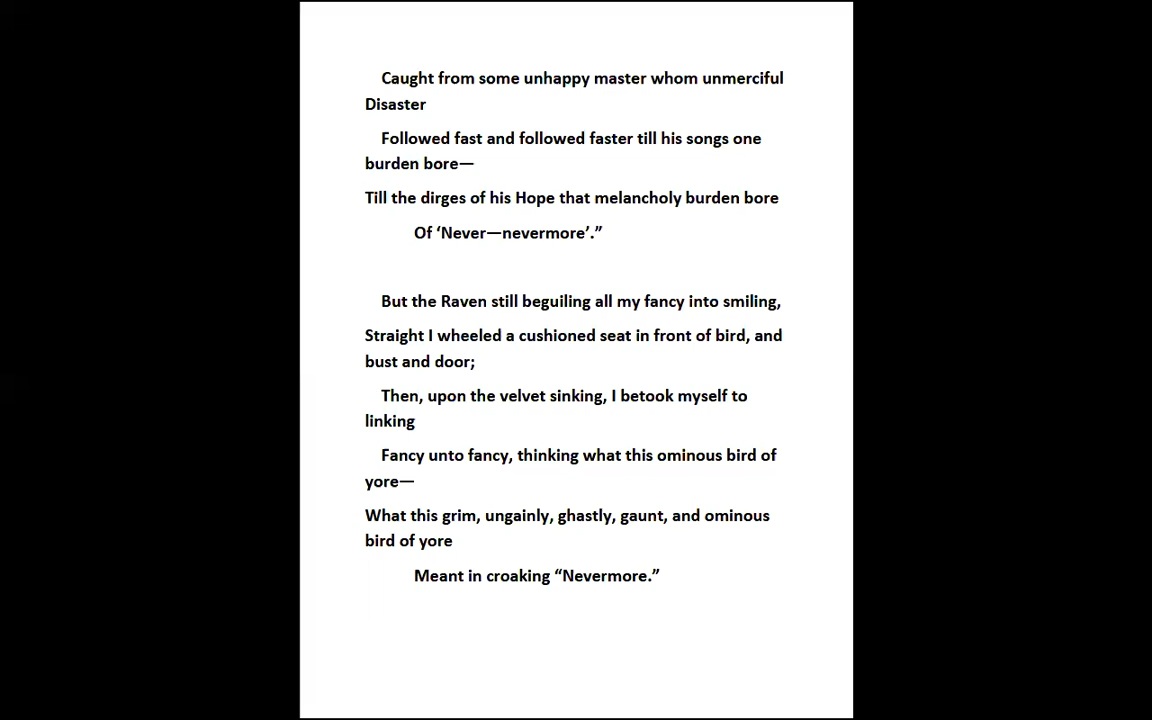 Caught from some unhappy master whom unmerciful
Disaster
Followed fast and followed faster till his songs one
burden bore—
Till the dirges of his Hope that melancholy burden bore
Of ‘Never—nevermore’.”
But the Raven still beguiling all my fancy into smiling,
Straight I wheeled a cushioned seat in front of bird, and
bust and door;
Then, upon the velvet sinking, I betook myself to
linking
Fancy unto fancy, thinking what this ominous bird of
yore—
What this grim, ungainly, ghastly, gaunt, and ominous
bird of yore
Meant in croaking “Nevermore.”